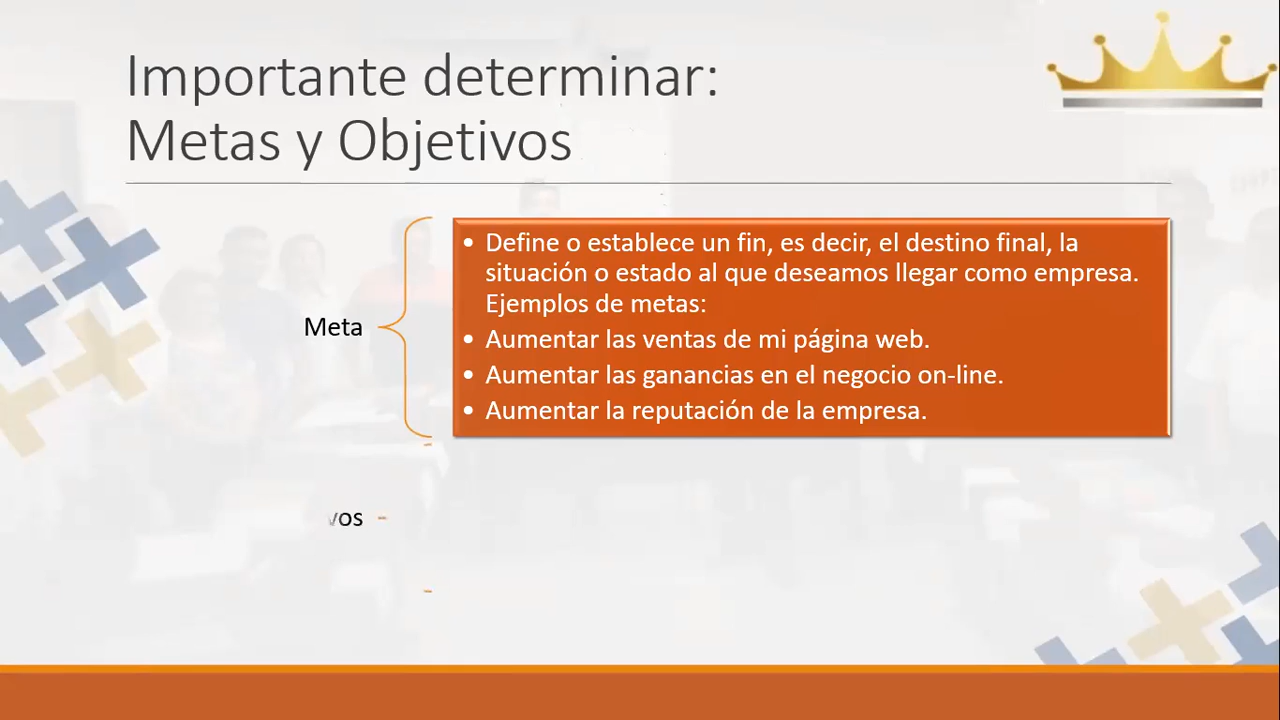 Importante determinar:
Metas y Objetivos
Meta
• Define o establece un fin, es decir, el destino final, la
situación o estado al que deseamos llegar como empresa.
Ejemplos de metas:
• Aumentar las ventas de mi página web.
• Aumentar las ganancias en el negocio on-line.
• Aumentar la reputación de la empresa.
vos